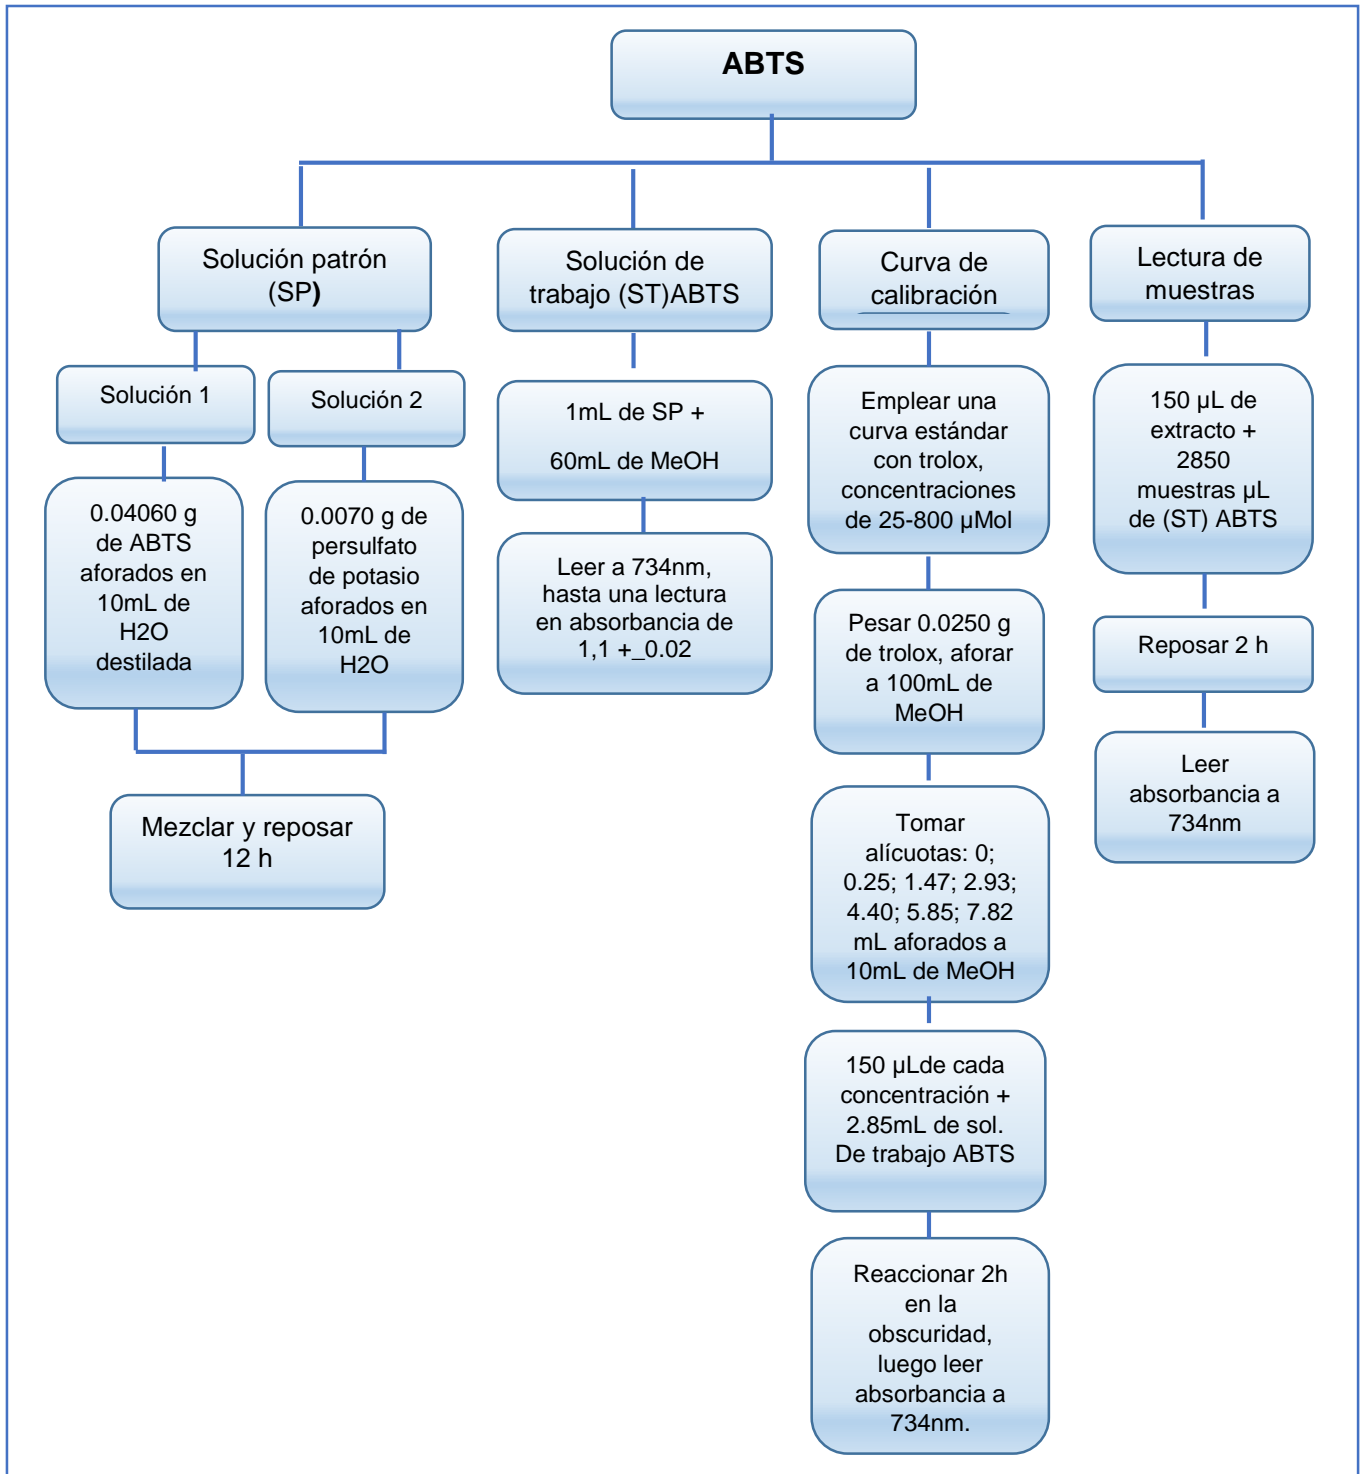 ABTS
Solución patrón
(SP)
Solución 1
0.04060 g
de ABTS
aforados en
10mL de
H2O
destilada
Solución 2
0.0070 g de
persulfato
de potasio
aforados en
10mL de
H2O
Mezclar y reposar
12 h
Solución de
trabajo (ST)ABTS
1mL de SP +
60mL de MeOH
Leer a 734nm,
hasta una lectura
en absorbancia de
1,1 +_0.02
Curva de
calibración
Emplear una
curva estándar
con trolox,
concentraciones
de 25-800 µMol
Pesar 0.0250 g
de trolox, aforar
a 100mL de
MeOH
Tomar
alícuotas: 0;
0.25; 1.47; 2.93;
4.40; 5.85; 7.82
mL aforados a
10mL de MeOH
150 µLde cada
concentración +
2.85mL de sol.
De trabajo ABTS
Reaccionar 2h
en la
obscuridad,
luego leer
absorbancia a
734nm.
Lectura de
muestras
150 µL de
extracto +
2850
muestras µL
de (ST) ABTS
Reposar 2 h
Leer
absorbancia a
734nm